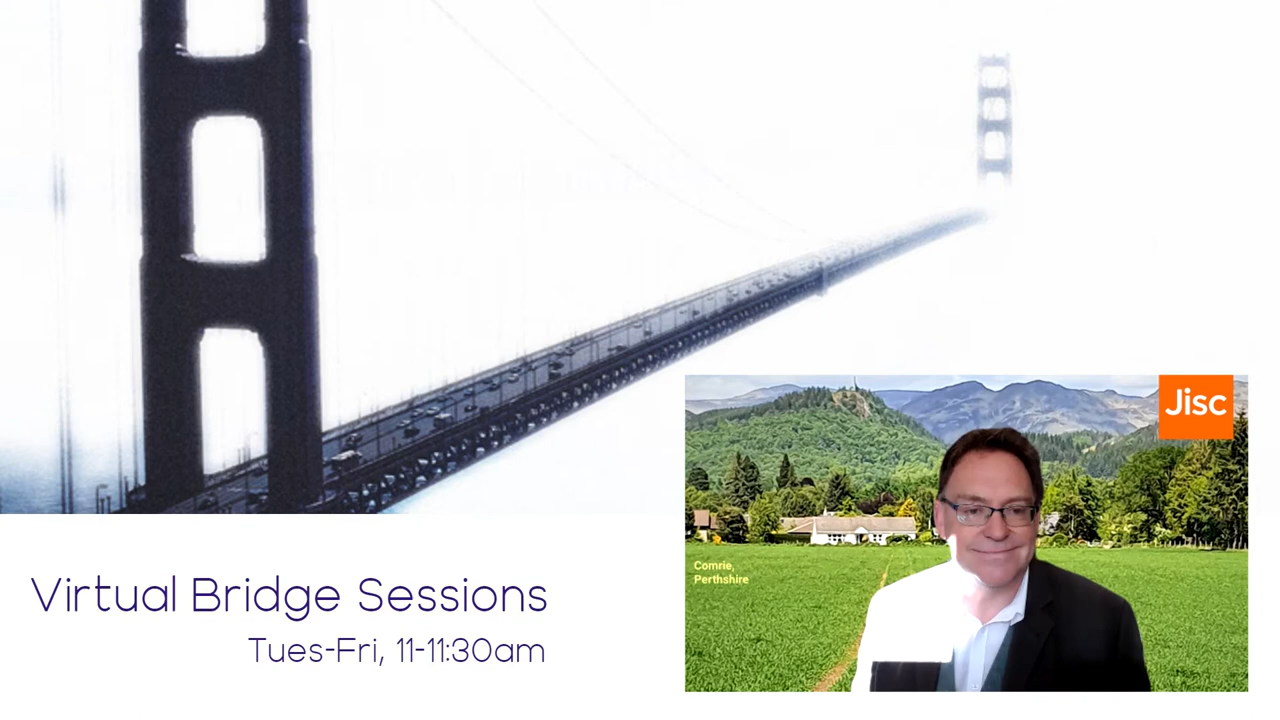 Jisc
Comrie,
Perthshire
Virtual Bridge Sessions
Tues-Fri, 11-11:30am